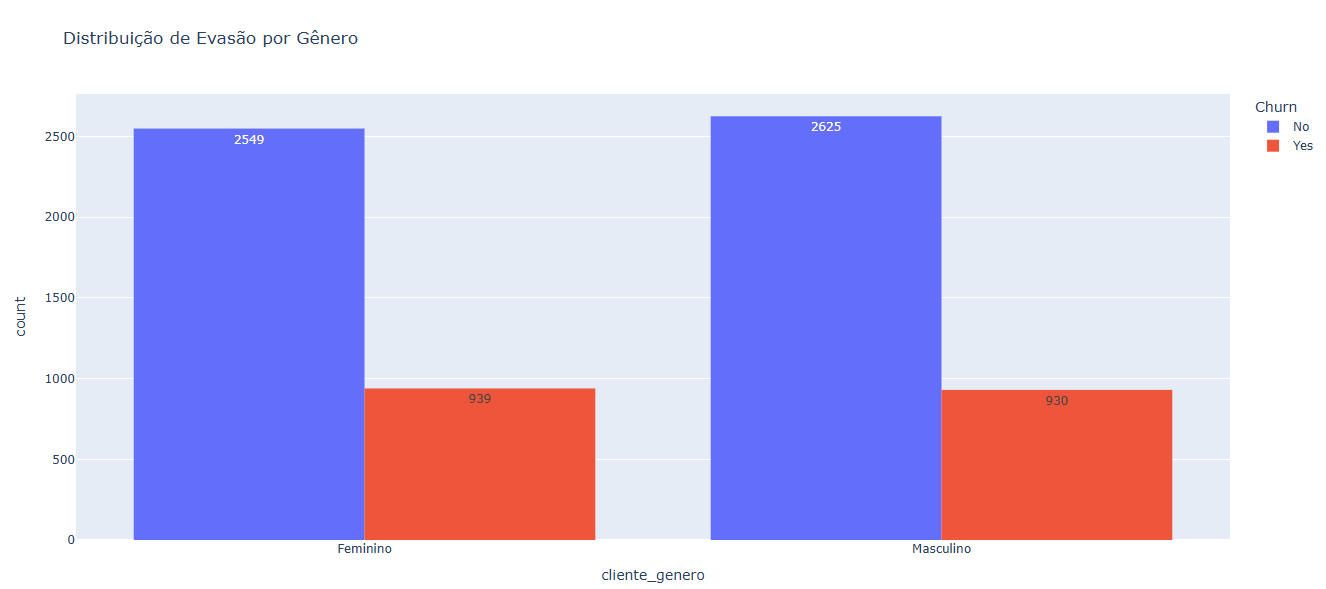 Distribuição de Evasão por Gênero
Churn
No
Yes
count
2500
2000
1500
1000
500
0
2549
939
2625
930
Feminino
Masculino
cliente_genero